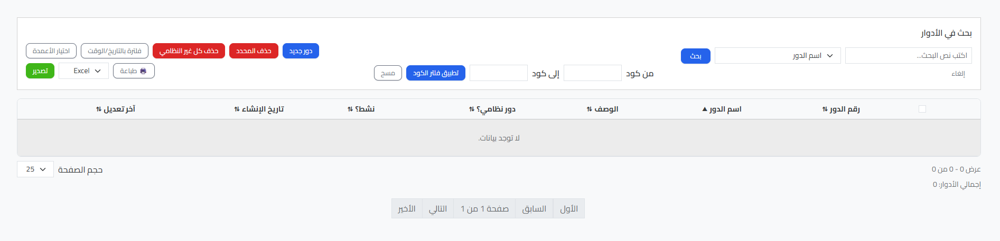 بحث في الأدوار
اكتب نص البحث...
اسم الدور
بحث
إلغاء
من كود
إلى كود
تطبيق فلتر الكود
مسح
دور جديد
حذف المحدد
حذف كل غير النظامي
فلترة بالتاريخ/الوقت
اختيار الأعمدة
طباعة
Excel
تصدير
رقم الدور اسم الدور الوصف دور نظامي؟ نشط؟ تاريخ الإنشاء آخر تعديل
لا توجد بيانات.
عرض 0 - 0 من 0
حجم الصفحة 25
إجمالي الأدوار: 0
الأول السابق صفحة 1 من 1 التالي الأخير